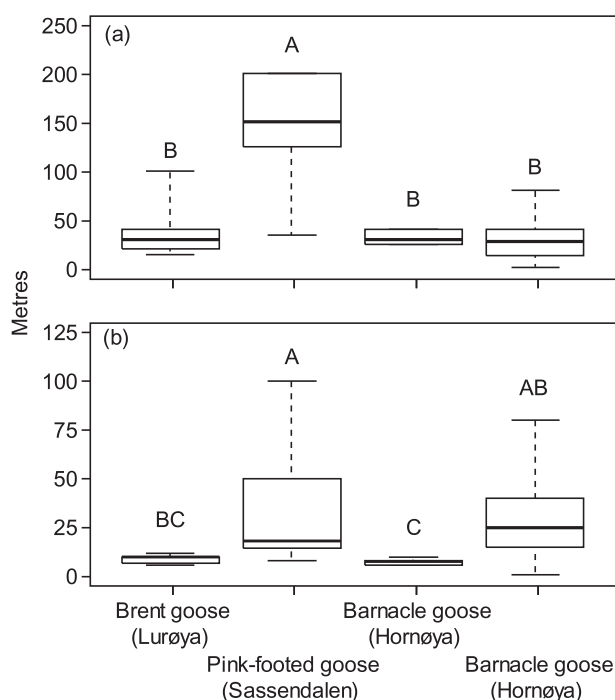 (a)
250
200
150
100
50
0
B
A
B
B
Metres
(b)
125
100
75
50
25
0
BC
A
C
AB
Brent goose
(Lurøya)
Barnacle goose
(Hornøya)
Pink-footed goose
(Sassendalen)
Barnacle goose
(Hornøya)